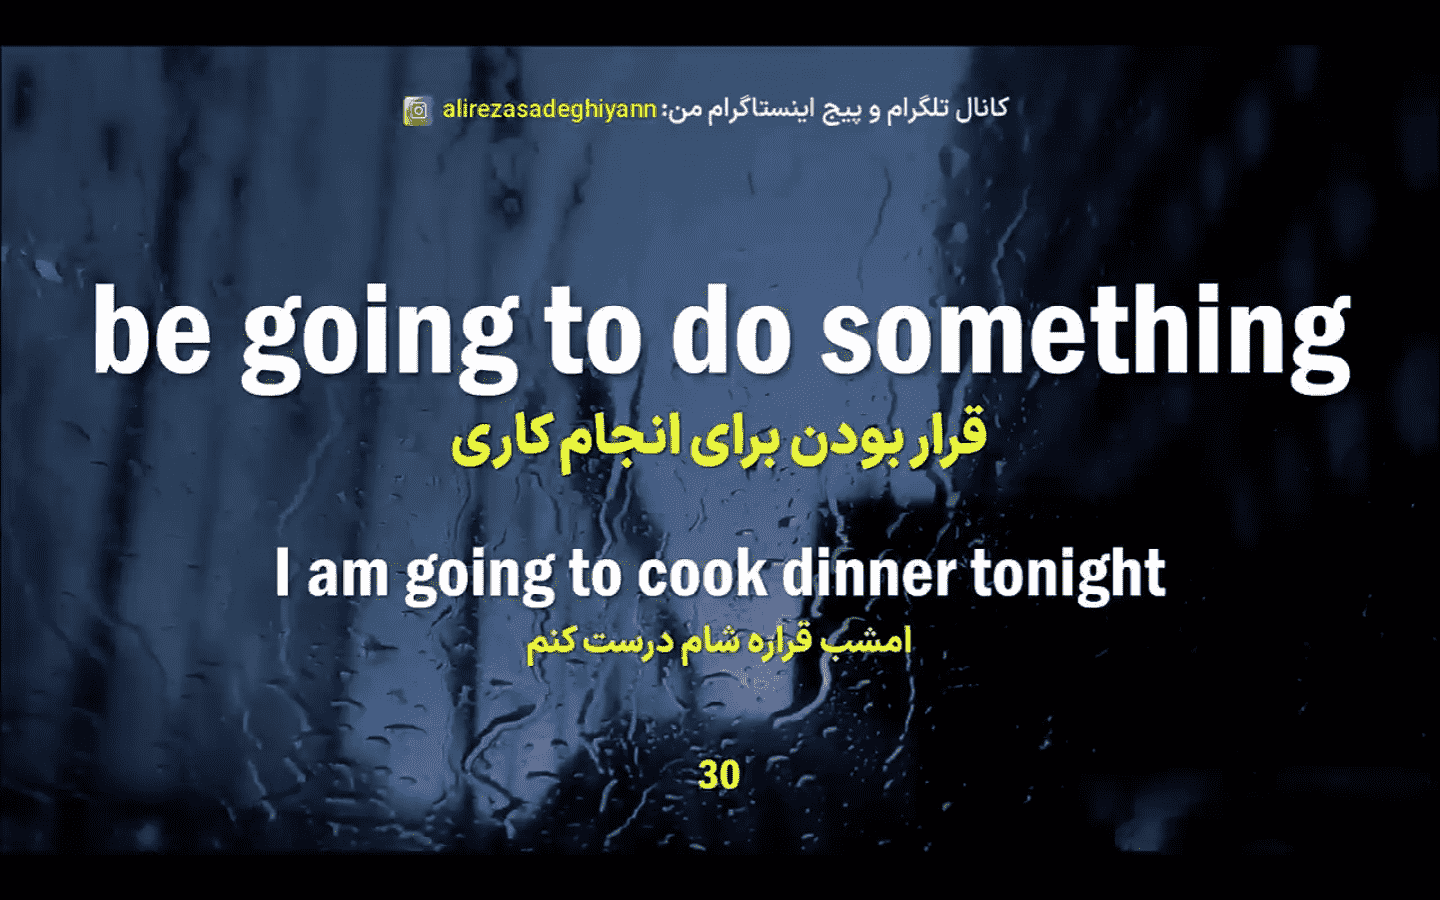 کانال تلگرام و پیج اینستاگرام من: alirezasadeghiyann
be going to do something
قرار بودن برای انجام کاری
I am going to cook dinner tonight
امشب قراره شام درست کنم
30